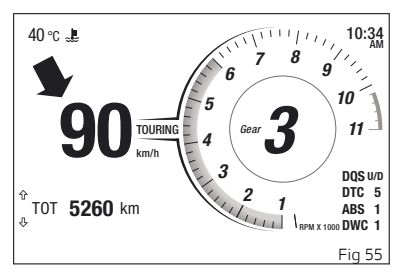 40 °C
10:34
AM
7 8
6 9
5 10
4 11
3
2
1
90
TOURING
km/h
Gear 3
TOT 5260 km
RPM X 1000
DQS U/D
DTC 5
ABS 1
DWC 1
Fig 55